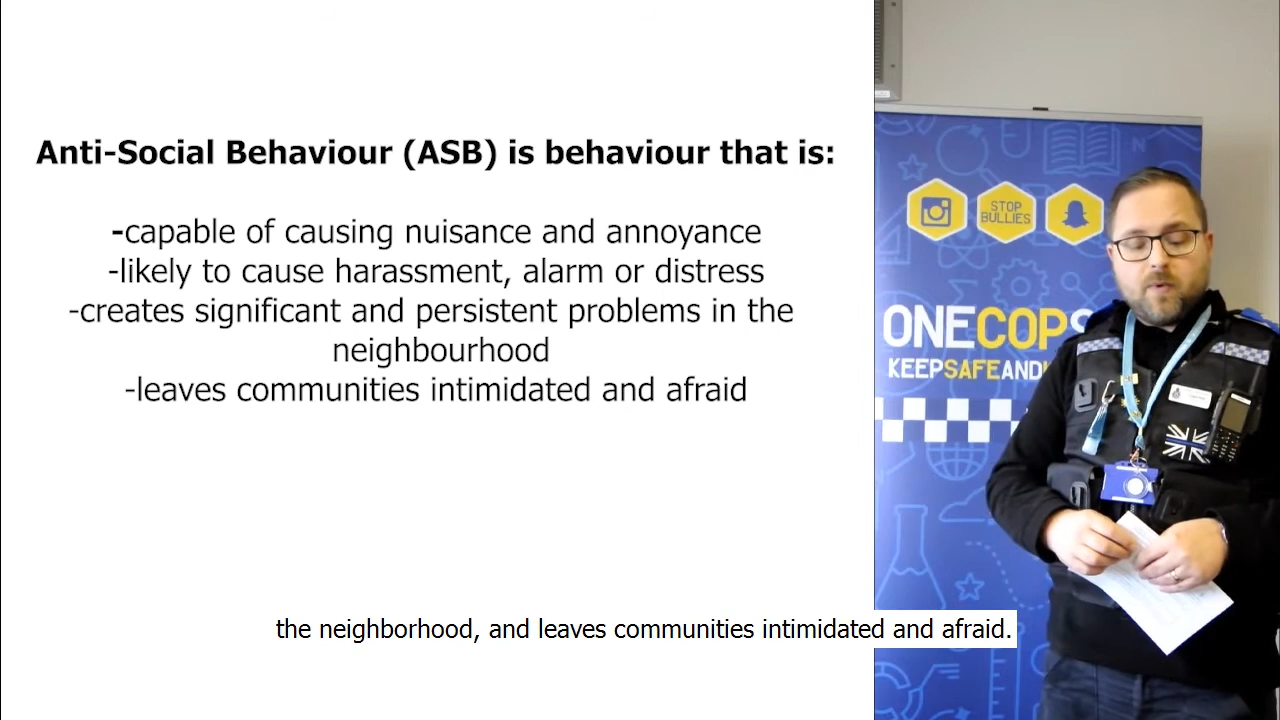 Anti-Social Behaviour (ASB) is behaviour that is:
-capable of causing nuisance and annoyance
-likely to cause harassment, alarm or distress
-creates significant and persistent problems in the
neighbourhood
-leaves communities intimidated and afraid
STOP
BULLIES
ONECOPS
KEEPSAFEAND
the neighborhood, and leaves communities intimidated and afraid.